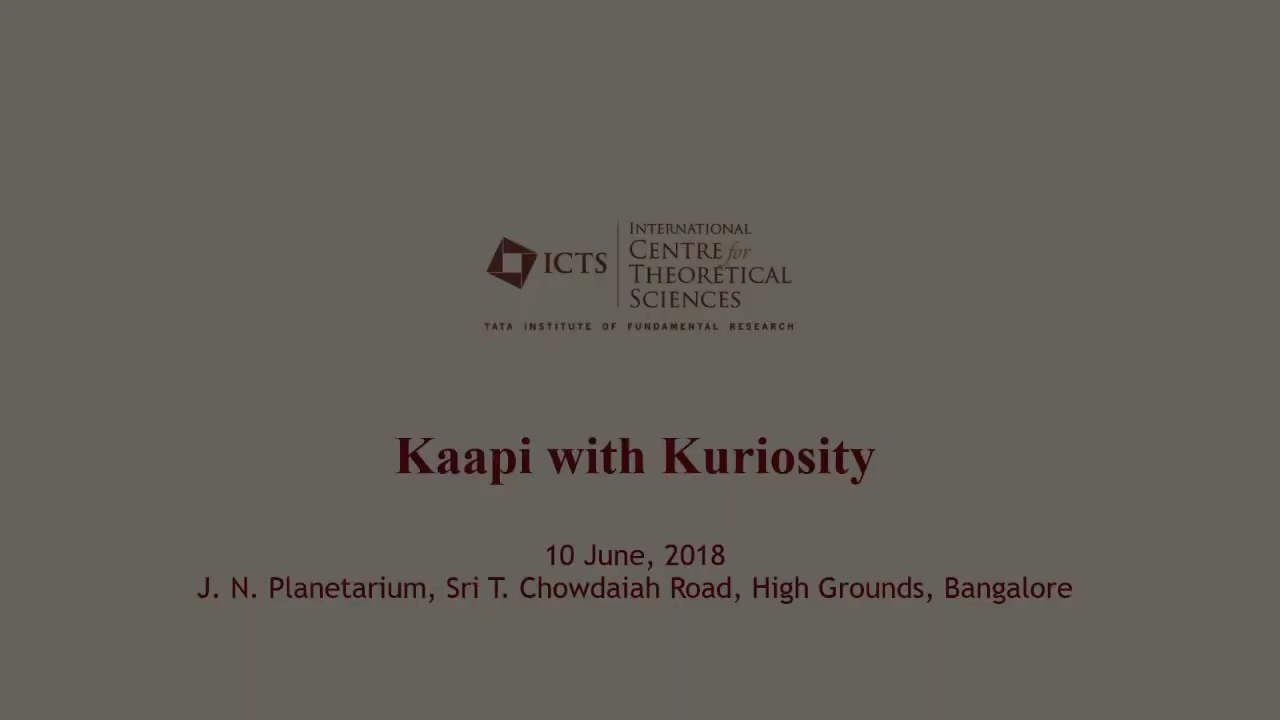 ICTS
INTERNATIONAL
CENTRE for
THEORETICAL
SCIENCES
TATA INSTITUTE OF FUNDAMENTAL RESEARCH
Kaapi with Kuriosity
10 June, 2018
J. N. Planetarium, Sri T. Chowdaiah Road, High Grounds, Bangalore